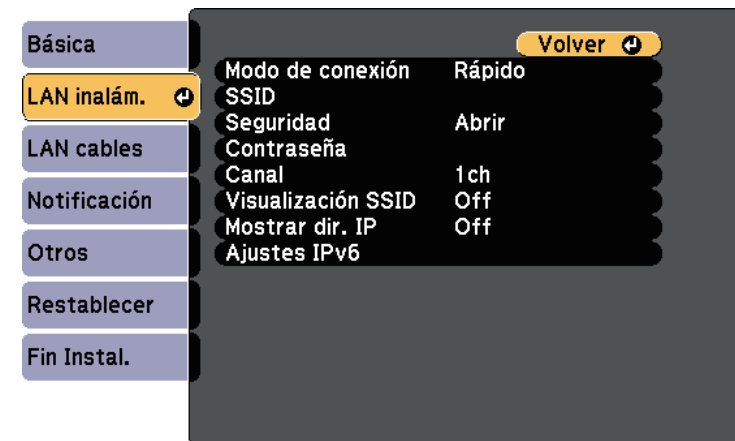 Básica
LAN inalám.
LAN cables
Notificación
Otros
Restablecer
Fin Instal.
Volver
Modo de conexión Rápido
SSID
Seguridad Abrir
Contraseña
Canal 1ch
Visualización SSID Off
Mostrar dir. IP Off
Ajustes IPv6